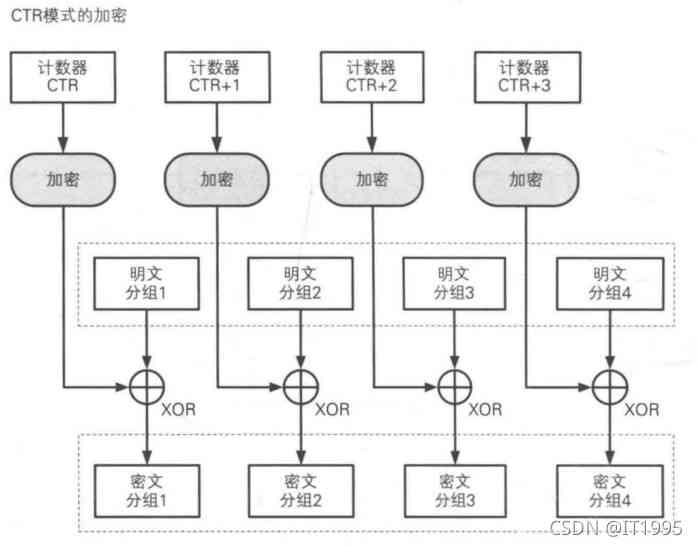 CTR模式的加密
计数器
CTR
计数器
CTR+1
计数器
CTR+2
计数器
CTR+3
加密
加密
加密
加密
明文
分组1
明文
分组2
明文
分组3
明文
分组4
XOR
XOR
XOR
XOR
密文
分组1
密文
分组2
密文
分组3
密文
分组4
CSDN @IT1995